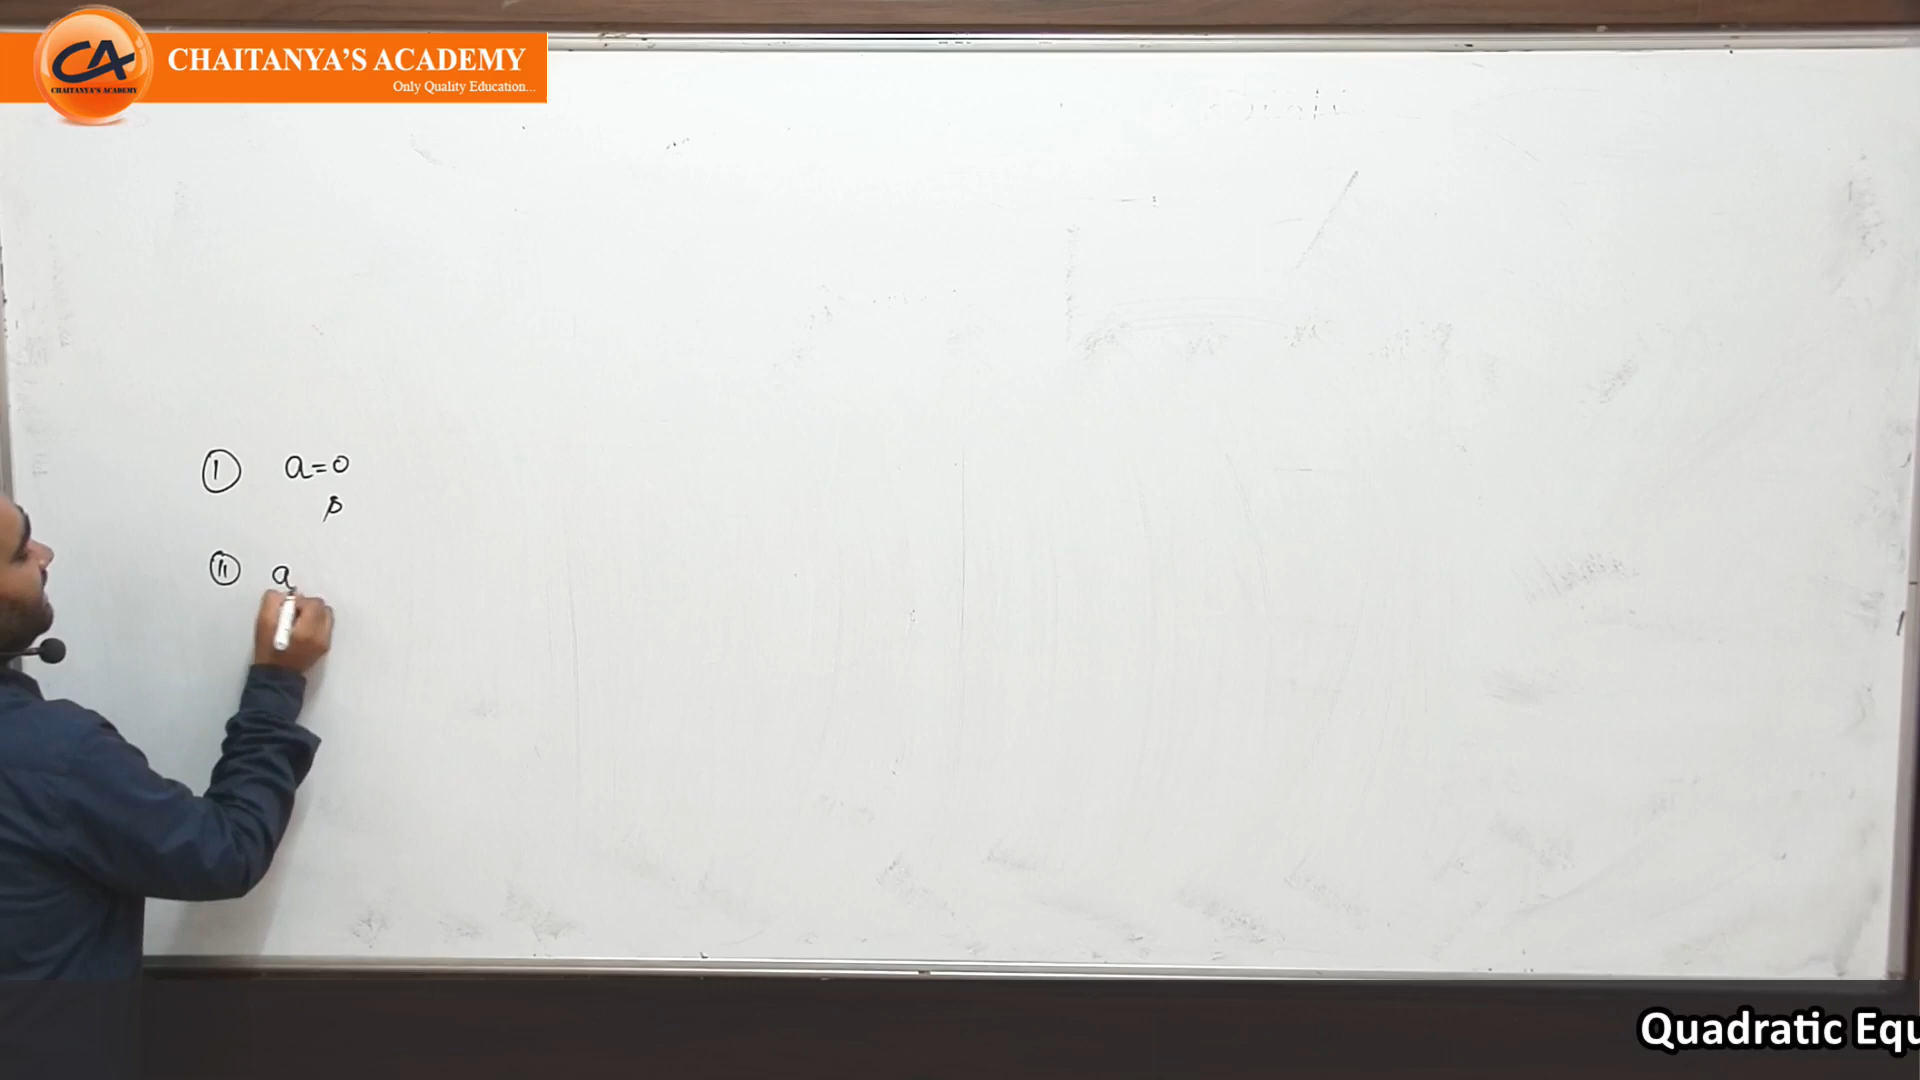 CA
CHAITANYA'S ACADEMY
CHAITANYA'S ACADEMY
Only Quality Education...
① a=0
β
ⓘⓘ a
Quadratic Equ